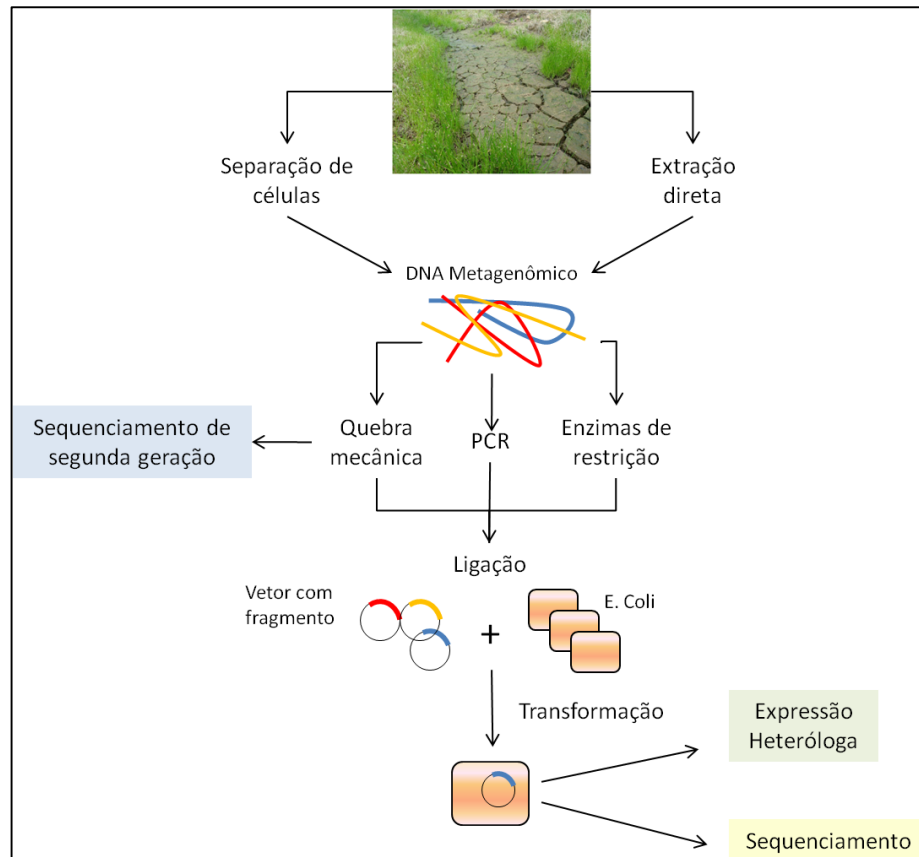 Separação de
células
Extração
direta
DNA Metagenômico
Sequenciamento de
segunda geração
Quebra
mecânica
PCR
Enzimas de
restrição
Ligação
Vetor com
fragmento
+
E. Coli
Transformação
Expressão
Heteróloga
Sequenciamento